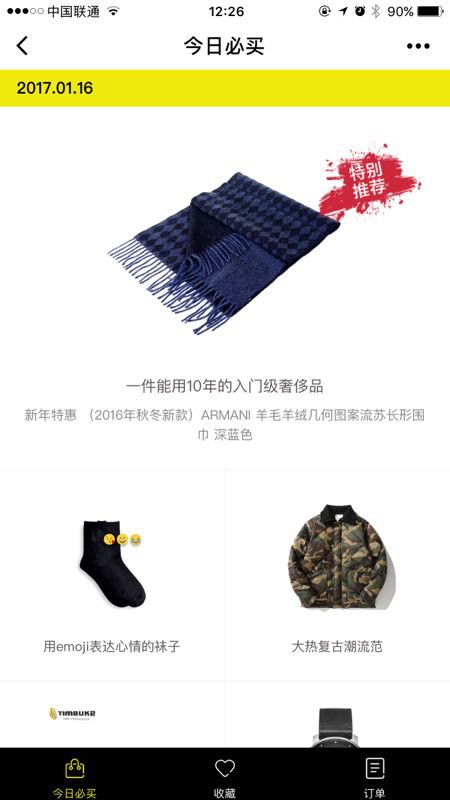 中国联通 12:26 90%
今日必买
2017.01.16
特别
推荐
一件能用10年的入门级奢侈品
新年特惠 （2016年秋冬新款）ARMANI 羊毛羊绒几何图案流苏长形围
巾 深蓝色
用emoji表达心情的袜子
大热复古潮流范
TIMBUK2
今日必买 收藏 订单